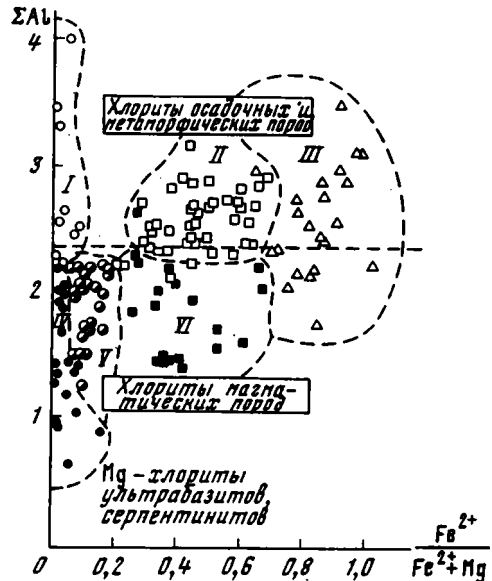 ΣAl
4
Хлориты осадочных и
метаморфических пород
3
I
II
III
2
IV
V
VI
Хлориты магма-
тических пород
1
Mg-хлориты
ультрабазитов,
серпентинитов
0
0,2
0,4
0,6
0,8
1,0
Fe²⁺
Fe²⁺+Mg